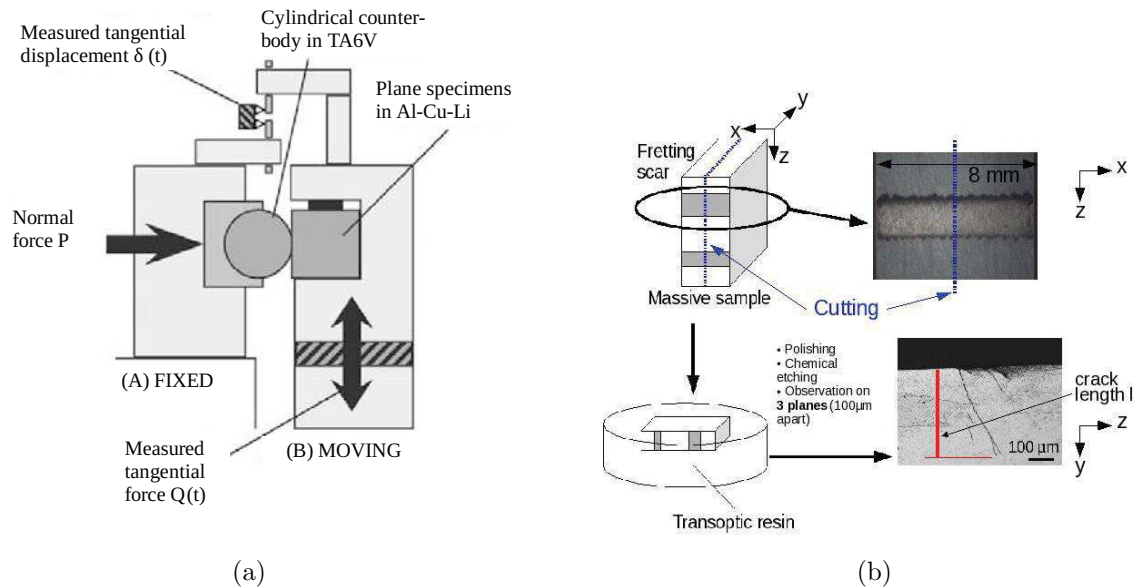 Measured tangential
displacement δ (t)
Cylindrical counter-
body in TA6V
Plane specimens
in Al-Cu-Li
Normal
force P
(A) FIXED
(B) MOVING
Measured
tangential
force Q(t)
(a)
y
x
z
Fretting
scar
8 mm
x
z
Massive sample
Cutting
• Polishing
• Chemical
etching
• Observation on
3 planes (100µm
apart)
crack
length l
z
y
100 µm
Transoptic resin
(b)